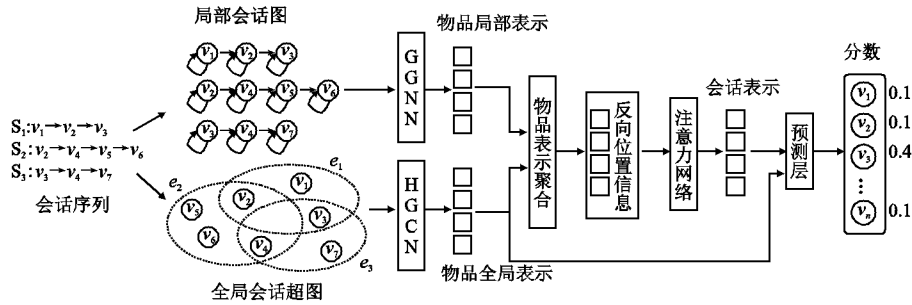 局部会话图
v1 v2 v3
v2 v4 v5 v6
v3 v4 v7
S1:v1→v2→v3
S2:v2→v4→v5→v6
S3:v3→v4→v7
会话序列
e1
e2
e3
v1
v2
v5
v3
v6
v4
v7
全局会话超图
GGNN
HGCN
物品局部表示
物品全局表示
物品表示聚合
反向位置信息
注意力网络
会话表示
预测层
分数
v1 0.1
v2 0.1
v3 0.4
⋮
vn 0.1